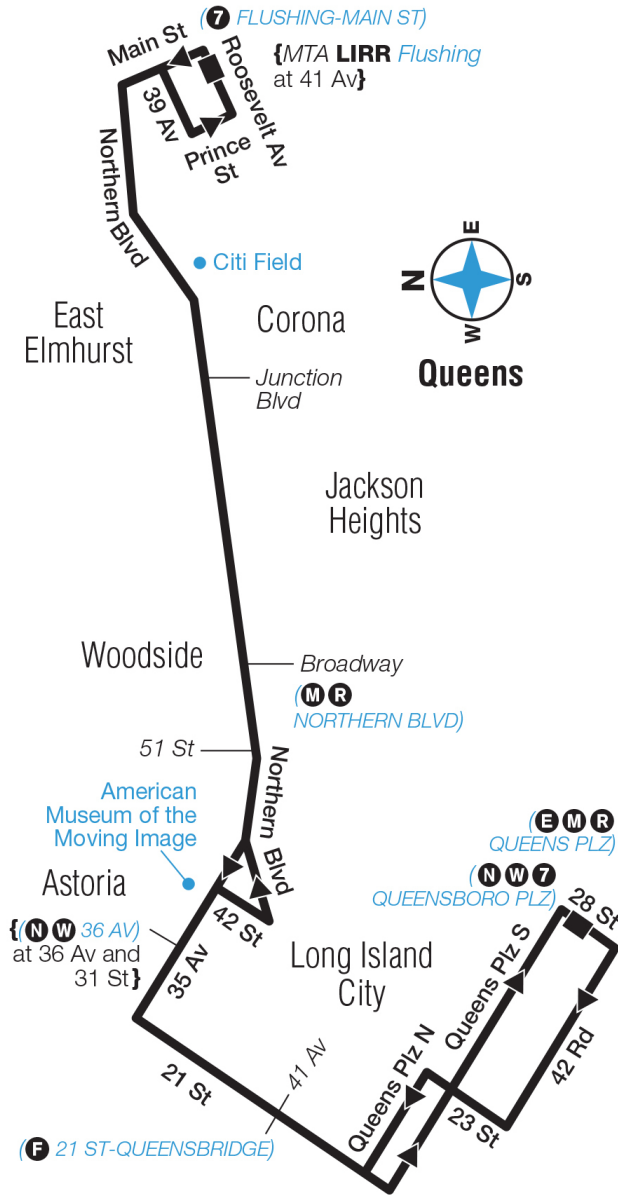 (7 FLUSHING-MAIN ST)
Main St
{MTA LIRR Flushing
at 41 Av}
Roosevelt Av
39 Av
Prince
St
Northern Blvd
Citi Field
E
N
S
W
Queens
East
Elmhurst
Corona
Junction
Blvd
Jackson
Heights
Woodside
Broadway
(M R
NORTHERN BLVD)
51 St
Northern Blvd
American
Museum of the
Moving Image
(E M R
QUEENS PLZ)
(N W 7
QUEENSBORO PLZ)
Astoria
42 St
28 St
{(N W 36 AV)
at 36 Av and
31 St}
35 Av
Long Island
City
Queens Plz S
Queens Plz N
42 Rd
41 Av
21 St
23 St
(F 21 ST-QUEENSBRIDGE)